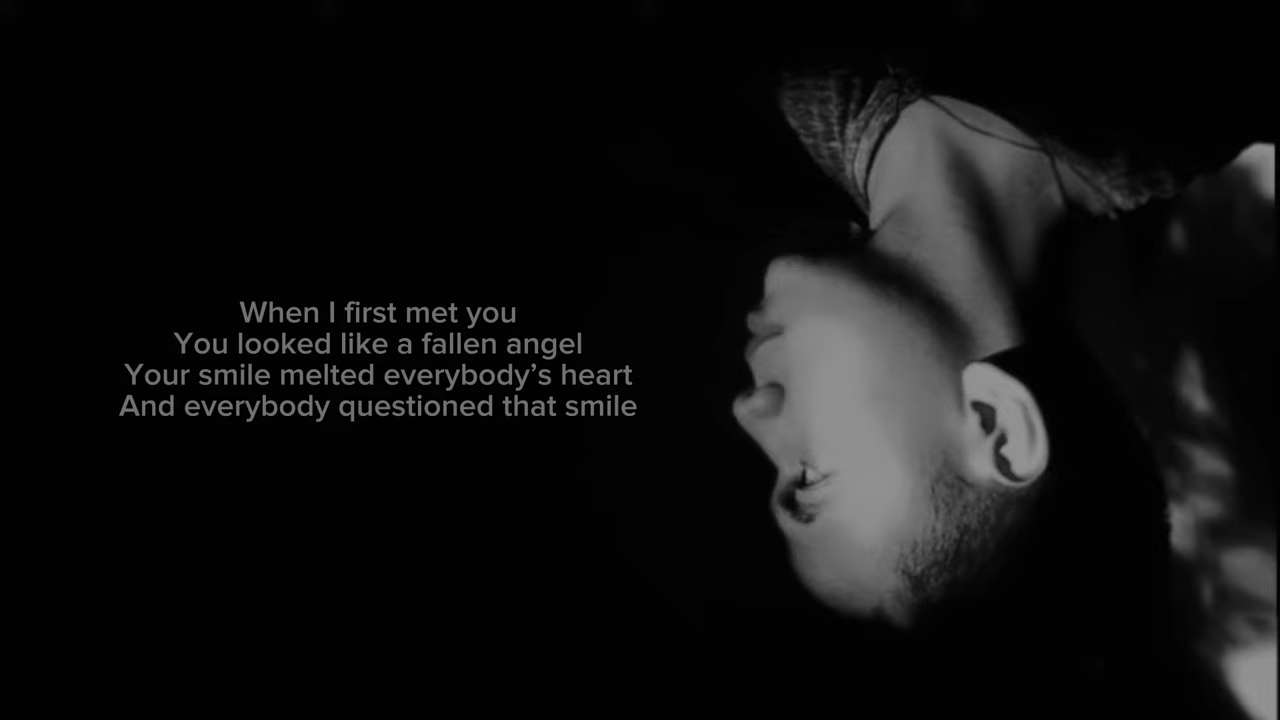 When I first met you
You looked like a fallen angel
Your smile melted everybody’s heart
And everybody questioned that smile